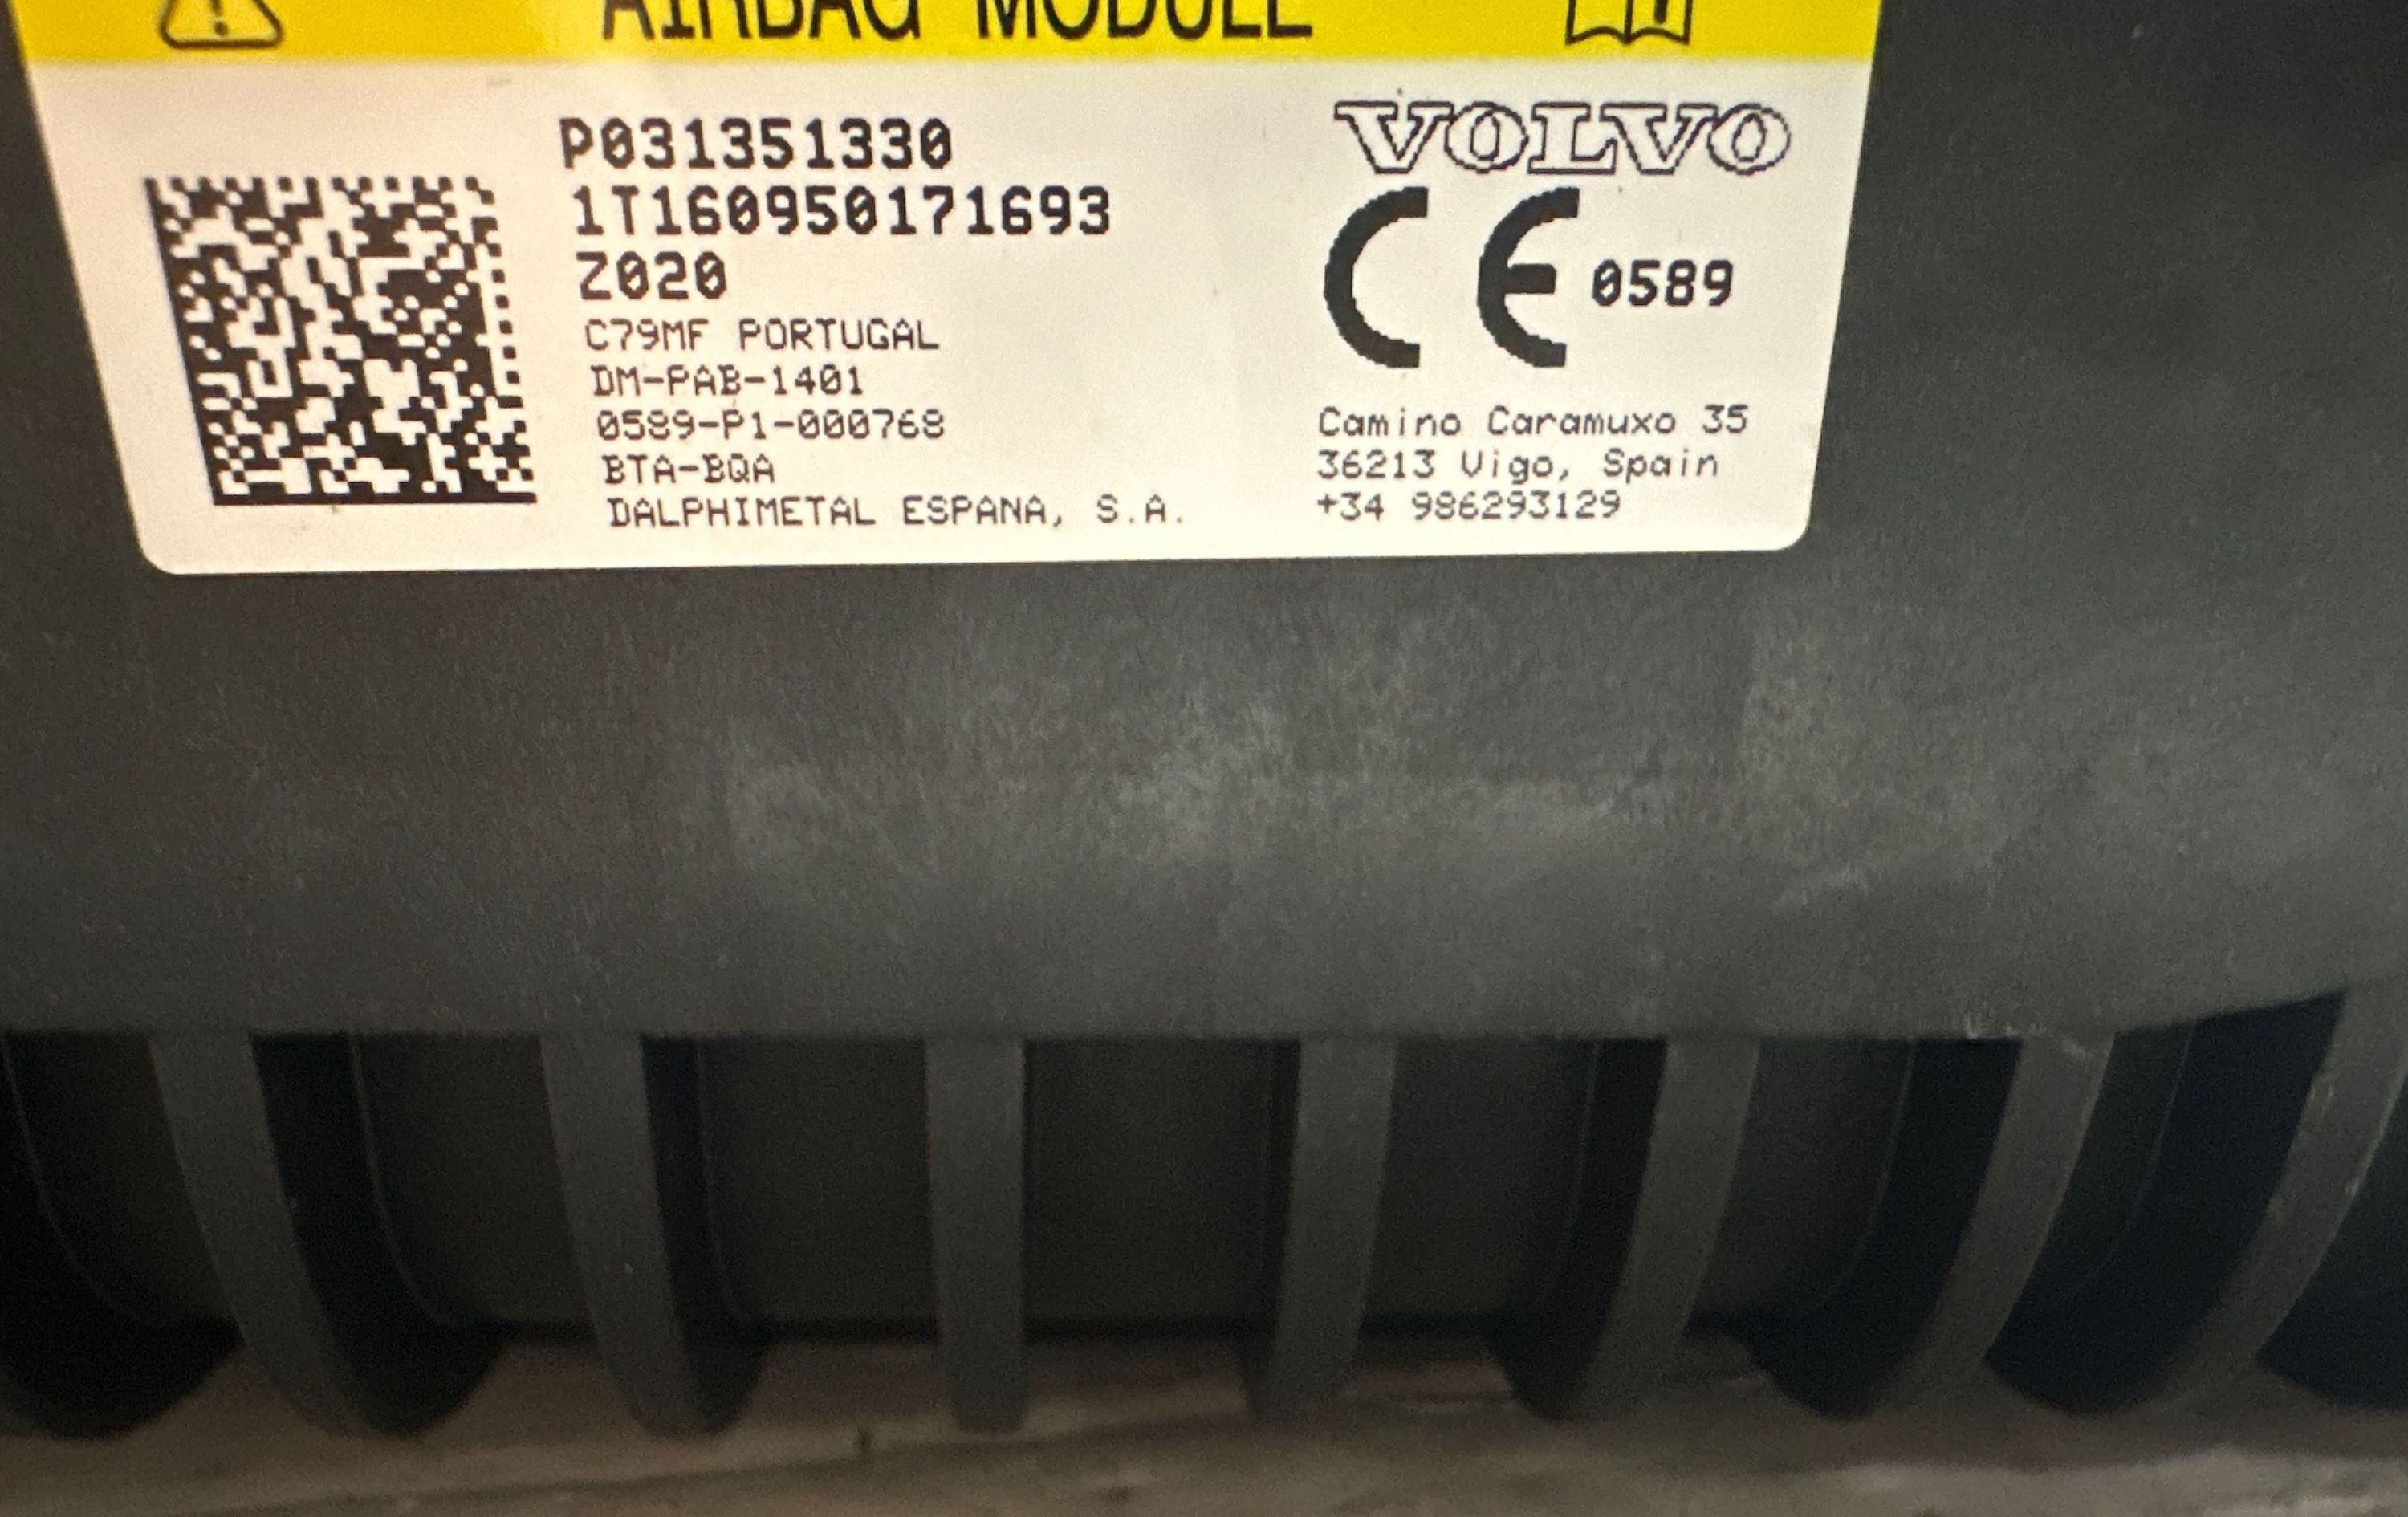 AIRBAG MODULE
P031351330
1T160950171693
Z020
C79MF PORTUGAL
DM-PAB-1401
0589-P1-000768
BTA-BQA
DALPHIMETAL ESPANA, S.A.
VOLVO
CE 0589
Camino Caramuxo 35
36213 Vigo, Spain
+34 986293129